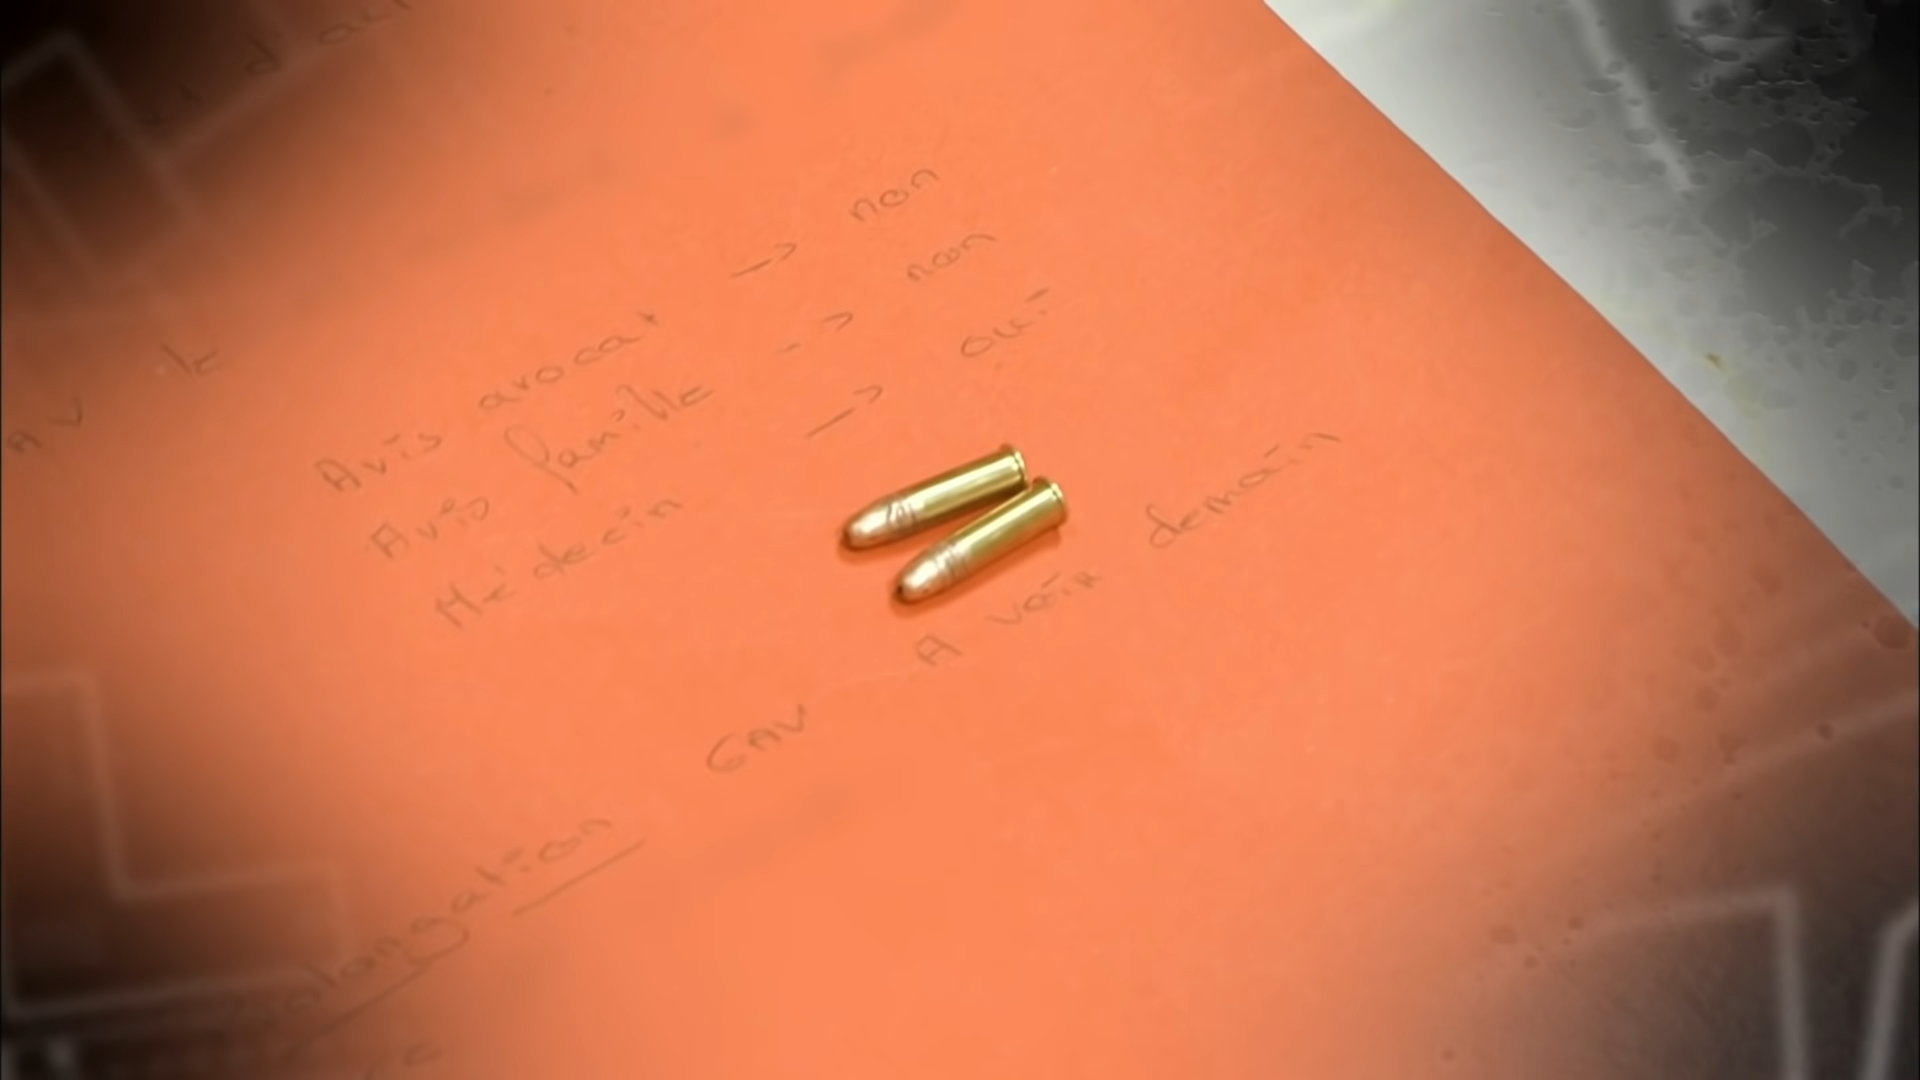 Avis avocat -> non
Avis famille -> non
Médecin -> oui
GAV A voir demain